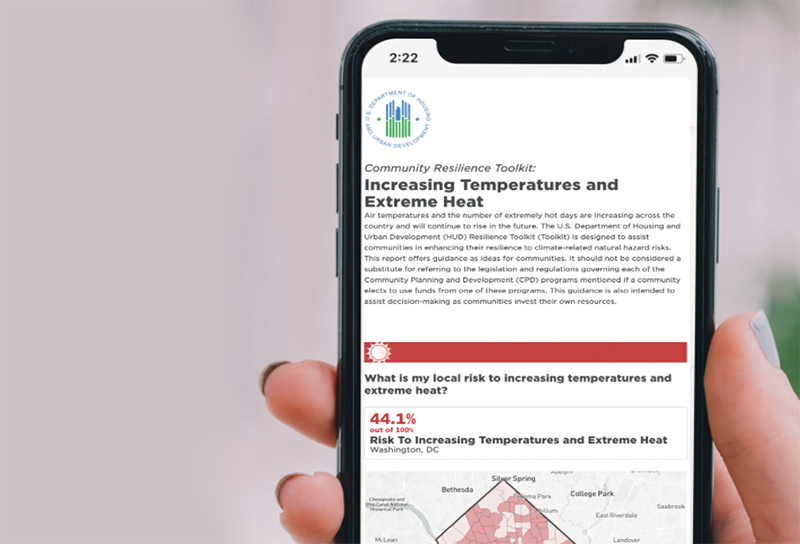 2:22
U.S. DEPARTMENT OF HOUSING
AND URBAN DEVELOPMENT
Community Resilience Toolkit:
Increasing Temperatures and
Extreme Heat
Air temperatures and the number of extremely hot days are increasing across the
country and will continue to rise in the future. The U.S. Department of Housing and
Urban Development (HUD) Resilience Toolkit (Toolkit) is designed to assist
communities in enhancing their resilience to climate-related natural hazard risks.
This report offers guidance as ideas for communities. It should not be considered a
substitute for referring to the legislation and regulations governing each of the
Community Planning and Development (CPD) programs mentioned if a community
elects to use funds from one of these programs. This guidance is also intended to
assist decision-making as communities invest their own resources.
What is my local risk to increasing temperatures and
extreme heat?
44.1%
out of 100%
Risk To Increasing Temperatures and Extreme Heat
Washington, DC
Silver Spring
Bethesda
Takoma Park
College Park
Chesapeake and
Ohio Canal National
Historical Park
Chillum
East Riverdale
Seabrook
McLean
Landover